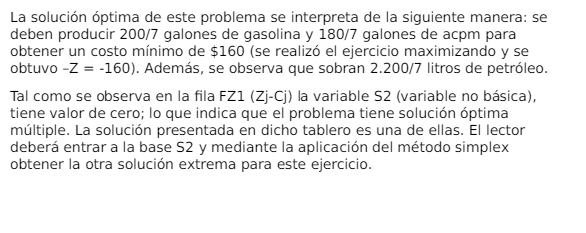 La solución óptima de este problema se interpreta de la siguiente manera: se
deben producir 200/7 galones de gasolina y 180/7 galones de acpm para
obtener un costo mínimo de $160 (se realizó el ejercicio maximizando y se
obtuvo –Z = -160). Además, se observa que sobran 2.200/7 litros de petróleo.
Tal como se observa en la fila FZ1 (Zj-Cj) la variable S2 (variable no básica),
tiene valor de cero; lo que indica que el problema tiene solución óptima
múltiple. La solución presentada en dicho tablero es una de ellas. El lector
deberá entrar a la base S2 y mediante la aplicación del método simplex
obtener la otra solución extrema para este ejercicio.